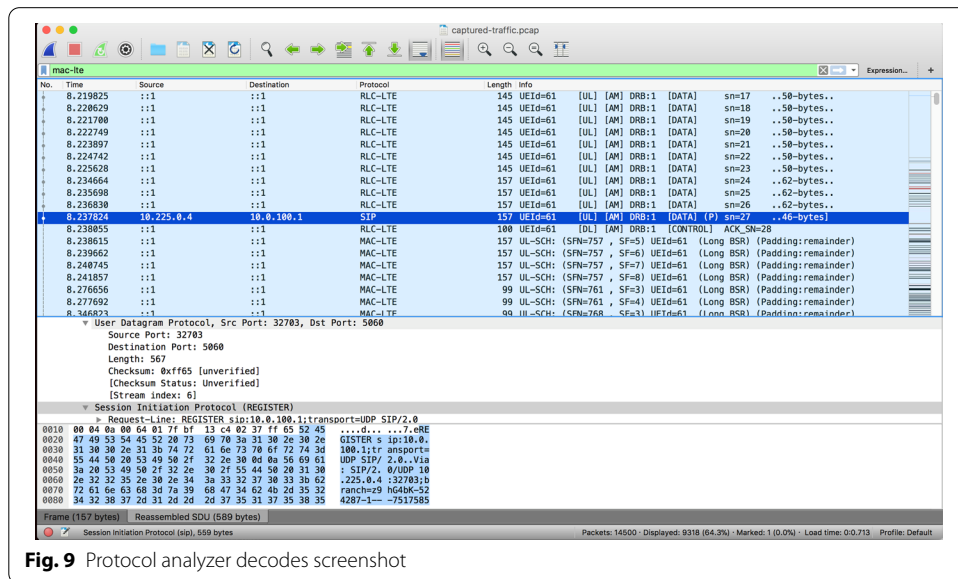 captured-traffic.pcap
mac-lte Expression... +
No. Time Source Destination Protocol Length Info
8.219825 ::1 ::1 RLC-LTE 145 UEId=61 [UL] [AM] DRB:1 [DATA] sn=17 ..50-bytes..
8.220629 ::1 ::1 RLC-LTE 145 UEId=61 [UL] [AM] DRB:1 [DATA] sn=18 ..50-bytes..
8.221700 ::1 ::1 RLC-LTE 145 UEId=61 [UL] [AM] DRB:1 [DATA] sn=19 ..50-bytes..
8.222749 ::1 ::1 RLC-LTE 145 UEId=61 [UL] [AM] DRB:1 [DATA] sn=20 ..50-bytes..
8.223897 ::1 ::1 RLC-LTE 145 UEId=61 [UL] [AM] DRB:1 [DATA] sn=21 ..50-bytes..
8.224742 ::1 ::1 RLC-LTE 145 UEId=61 [UL] [AM] DRB:1 [DATA] sn=22 ..50-bytes..
8.225628 ::1 ::1 RLC-LTE 145 UEId=61 [UL] [AM] DRB:1 [DATA] sn=23 ..50-bytes..
8.234664 ::1 ::1 RLC-LTE 157 UEId=61 [UL] [AM] DRB:1 [DATA] sn=24 ..62-bytes..
8.235698 ::1 ::1 RLC-LTE 157 UEId=61 [UL] [AM] DRB:1 [DATA] sn=25 ..62-bytes..
8.236830 ::1 ::1 RLC-LTE 157 UEId=61 [UL] [AM] DRB:1 [DATA] sn=26 ..62-bytes..
8.237824 10.225.0.4 10.0.100.1 SIP 157 UEId=61 [UL] [AM] DRB:1 [DATA] (P) sn=27 ..46-bytes]
8.238055 ::1 ::1 RLC-LTE 100 UEId=61 [DL] [AM] DRB:1 [CONTROL] ACK_SN=28
8.238615 ::1 ::1 MAC-LTE 157 UL-SCH: (SFN=757 , SF=5) UEId=61 (Long BSR) (Padding:remainder)
8.239662 ::1 ::1 MAC-LTE 157 UL-SCH: (SFN=757 , SF=6) UEId=61 (Long BSR) (Padding:remainder)
8.240745 ::1 ::1 MAC-LTE 157 UL-SCH: (SFN=757 , SF=7) UEId=61 (Long BSR) (Padding:remainder)
8.241857 ::1 ::1 MAC-LTE 157 UL-SCH: (SFN=757 , SF=8) UEId=61 (Long BSR) (Padding:remainder)
8.276656 ::1 ::1 MAC-LTE 99 UL-SCH: (SFN=761 , SF=3) UEId=61 (Long BSR) (Padding:remainder)
8.277692 ::1 ::1 MAC-LTE 99 UL-SCH: (SFN=761 , SF=4) UEId=61 (Long BSR) (Padding:remainder)
8.346823 ::1 ::1 MAC-LTE 99 UL-SCH: (SFN=768 , SF=3) UEId=61 (Long BSR) (Padding:remainder)
User Datagram Protocol, Src Port: 32703, Dst Port: 5060
Source Port: 32703
Destination Port: 5060
Length: 567
Checksum: 0xff65 [unverified]
[Checksum Status: Unverified]
[Stream index: 6]
Session Initiation Protocol (REGISTER)
Request-Line: REGISTER sip:10.0.100.1;transport=UDP SIP/2.0
0010 00 04 0a 00 64 01 7f bf 13 c4 02 37 ff 65 52 45 ....d... ...7.eRE
0020 47 49 53 54 45 52 20 73 69 70 3a 31 30 2e 30 2e GISTER s ip:10.0.
0030 31 30 30 2e 31 3b 74 72 61 6e 73 70 6f 72 74 3d 100.1;tr ansport=
0040 55 44 50 20 53 49 50 2f 32 2e 30 0d 0a 56 69 61 UDP SIP/ 2.0..Via
0050 3a 20 53 49 50 2f 32 2e 30 2f 55 44 50 20 31 30 : SIP/2. 0/UDP 10
0060 2e 32 32 35 2e 30 2e 34 3a 33 32 37 30 33 3b 62 .225.0.4 :32703;b
0070 72 61 6e 63 68 3d 7a 39 68 47 34 62 4b 2d 35 32 ranch=z9 hG4bK-52
0080 34 32 38 37 2d 31 2d 2d 2d 37 35 31 37 35 38 35 4287-1-- -7517585
Frame (157 bytes) Reassembled SDU (589 bytes)
Session Initiation Protocol (sip), 559 bytes Packets: 14500 · Displayed: 9318 (64.3%) · Marked: 1 (0.0%) · Load time: 0:0.713 Profile: Default
Fig. 9 Protocol analyzer decodes screenshot